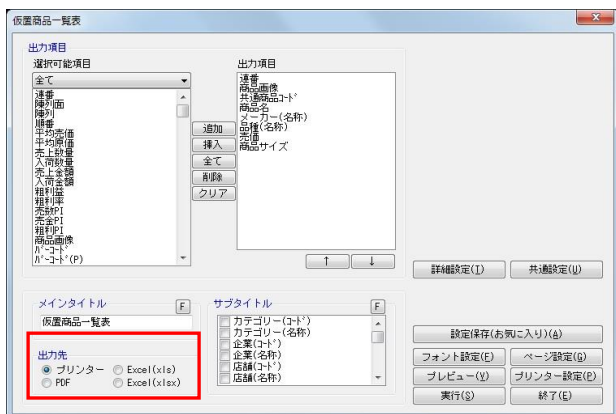 仮置商品一覧表
出力項目
選択可能項目
全て
連番
陳列面
陳列
順番
平均売価
平均原価
売上数量
入荷数量
売上金額
入荷金額
粗利益
粗利率
売数PI
売金PI
粗利PI
商品画像
ﾊﾞｰｺｰﾄﾞ
ﾊﾞｰｺｰﾄﾞ(P)
追加
挿入
全て
削除
クリア
出力項目
連番
商品画像
共通商品ｺｰﾄﾞ
商品名
メーカー(名称)
品種(名称)
売価
商品サイズ
↑
↓
詳細設定(I)
共通設定(U)
メインタイトル
F
仮置商品一覧表
サブタイトル
F
カテゴリー(ｺｰﾄﾞ)
カテゴリー(名称)
企業(ｺｰﾄﾞ)
企業(名称)
店舗(ｺｰﾄﾞ)
店舗(名称)
出力先
プリンター
Excel(xls)
PDF
Excel(xlsx)
設定保存(お気に入り)(A)
フォント設定(F)
ページ設定(G)
プレビュー(V)
プリンター設定(P)
実行(S)
終了(E)